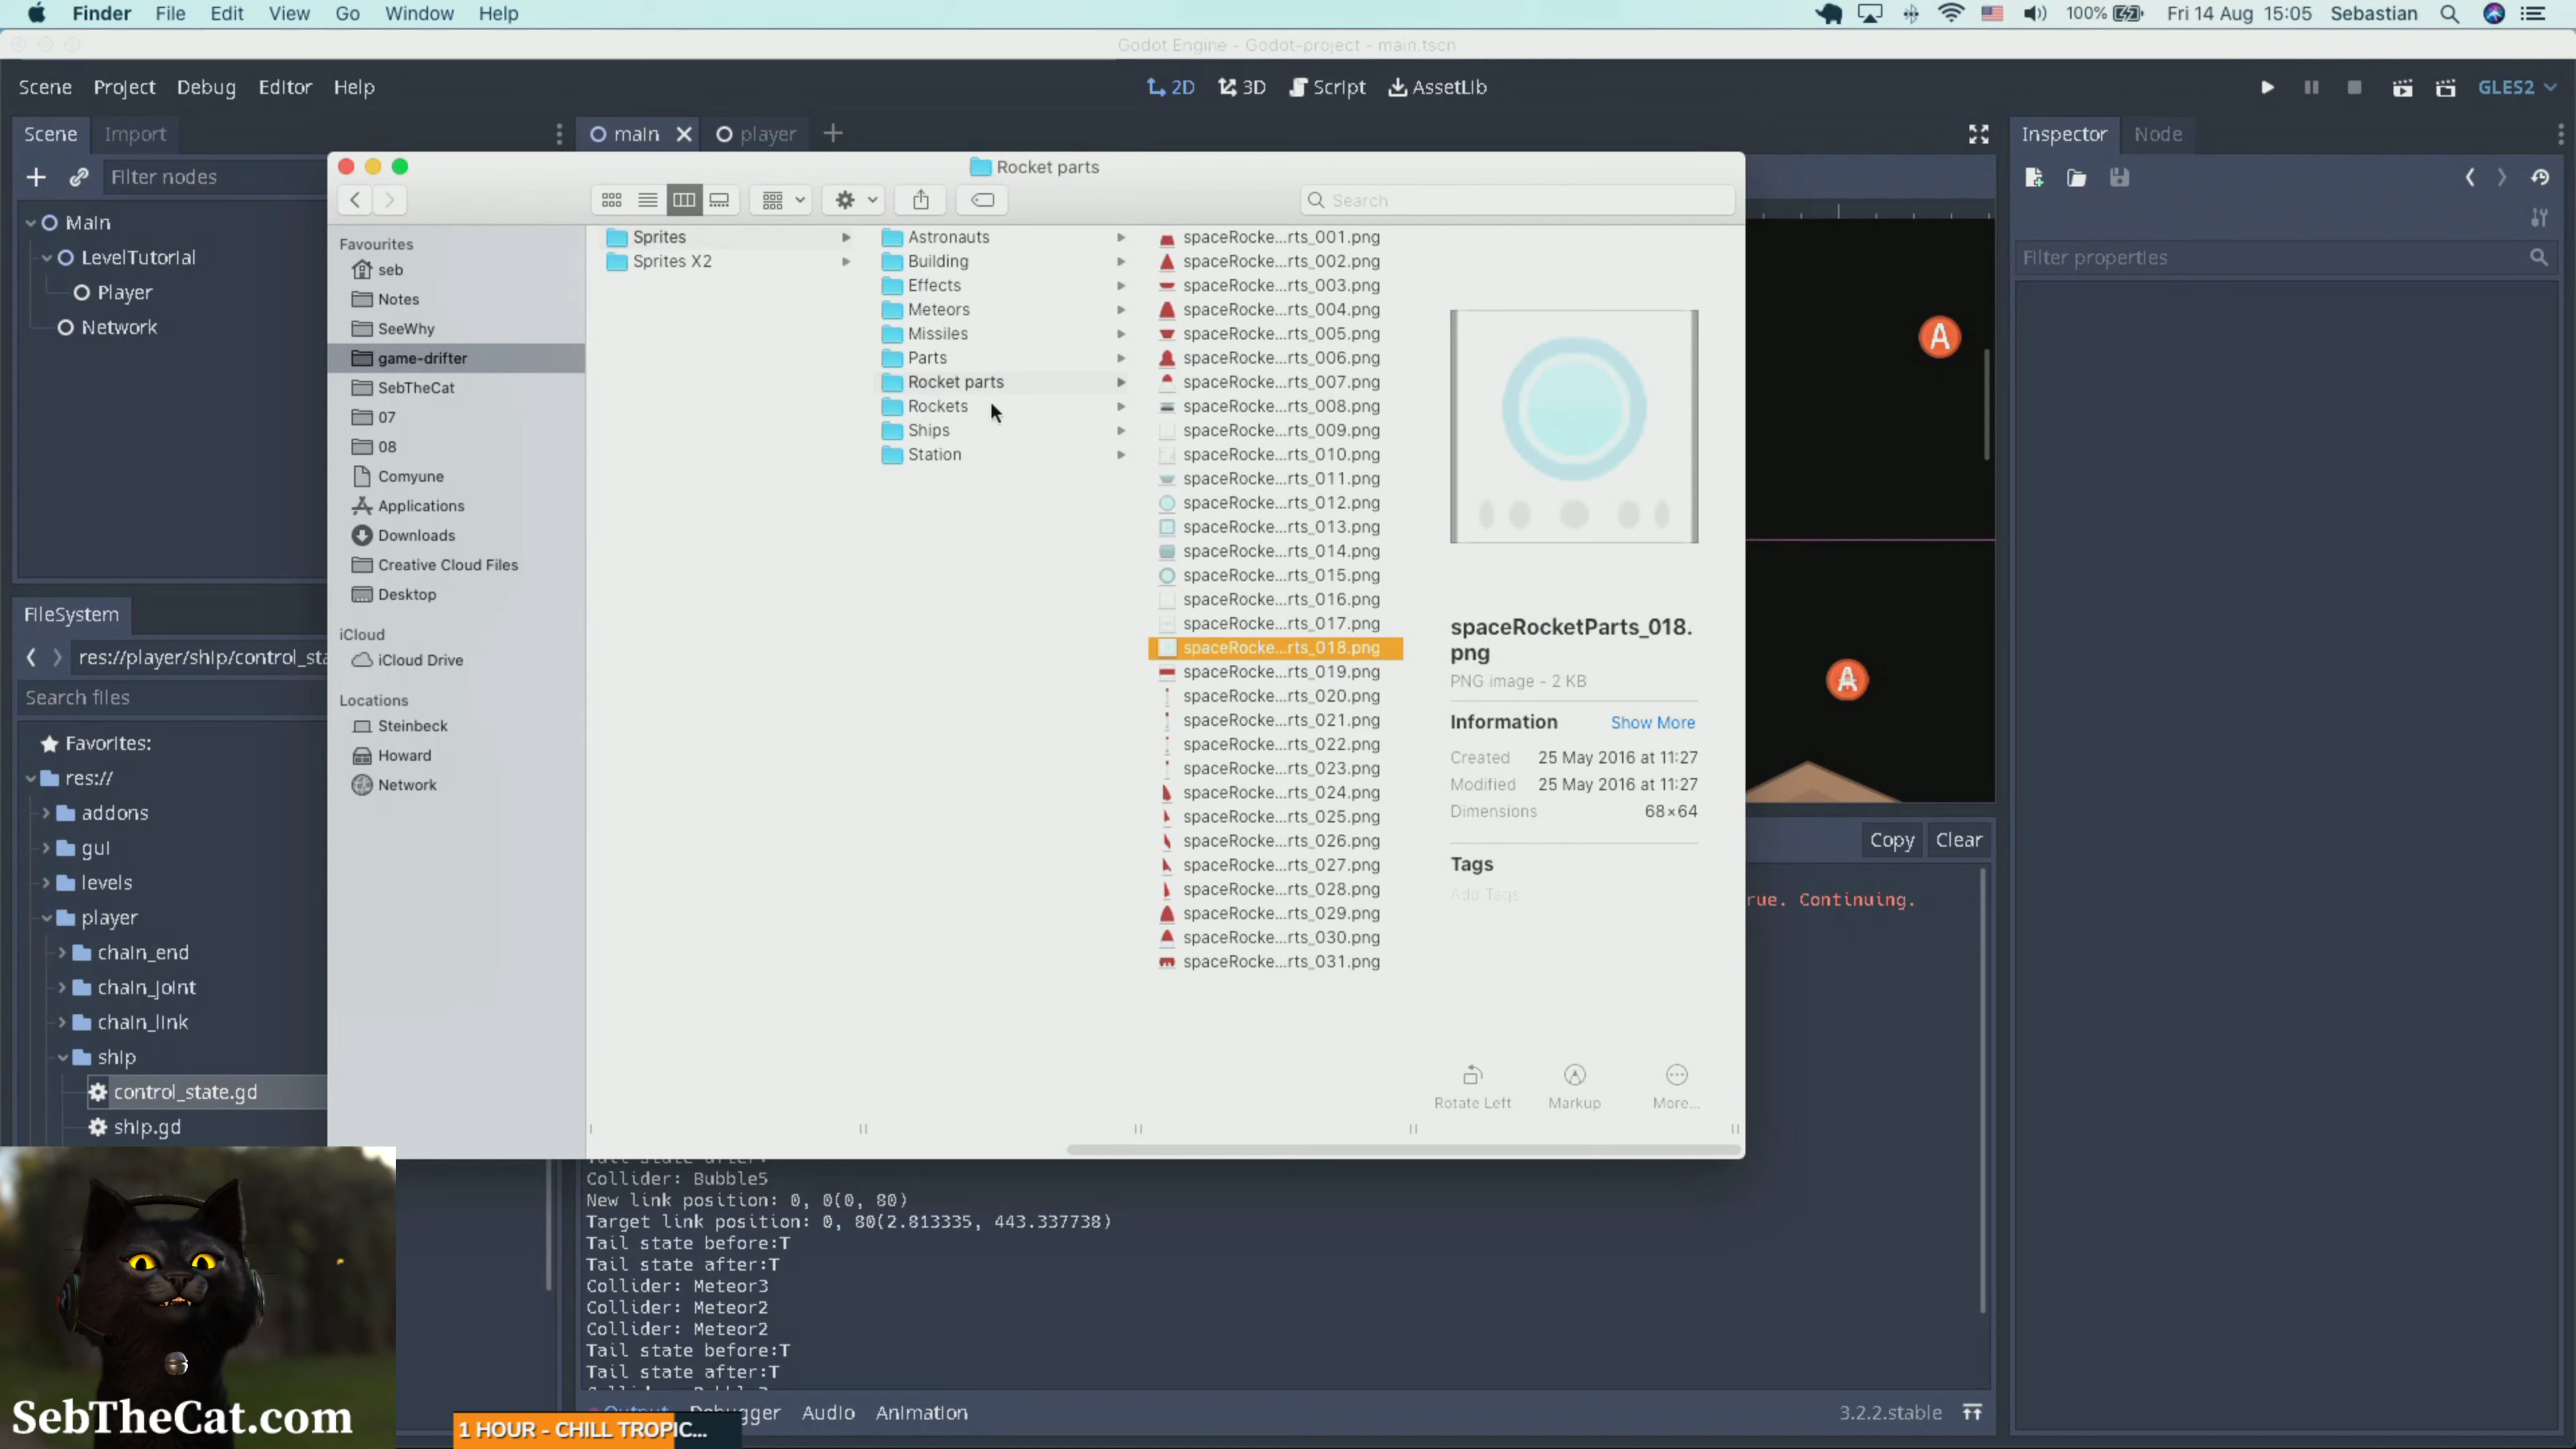 Finder File Edit View Go Window Help
100% Fri 14 Aug 15:05 Sebastian
Godot Engine - Godot-project - main.tscn
Scene Project Debug Editor Help
2D 3D Script AssetLib
GLES2
Scene Import
main player
Inspector Node
Filter nodes
Filter properties
Main
LevelTutorial
Player
Network
FileSystem
res://player/ship/control_sta
Search files
Favorites:
res://
addons
gui
levels
player
chain_end
chain_joint
chain_link
ship
control_state.gd
ship.gd
Rocket parts
Search
Favourites
seb
Notes
SeeWhy
game-drifter
SebTheCat
07
08
Comyune
Applications
Downloads
Creative Cloud Files
Desktop
iCloud
iCloud Drive
Locations
Steinbeck
Howard
Network
Sprites
Sprites X2
Astronauts
Building
Effects
Meteors
Missiles
Parts
Rocket parts
Rockets
Ships
Station
spaceRocke...rts_001.png
spaceRocke...rts_002.png
spaceRocke...rts_003.png
spaceRocke...rts_004.png
spaceRocke...rts_005.png
spaceRocke...rts_006.png
spaceRocke...rts_007.png
spaceRocke...rts_008.png
spaceRocke...rts_009.png
spaceRocke...rts_010.png
spaceRocke...rts_011.png
spaceRocke...rts_012.png
spaceRocke...rts_013.png
spaceRocke...rts_014.png
spaceRocke...rts_015.png
spaceRocke...rts_016.png
spaceRocke...rts_017.png
spaceRocke...rts_018.png
spaceRocke...rts_019.png
spaceRocke...rts_020.png
spaceRocke...rts_021.png
spaceRocke...rts_022.png
spaceRocke...rts_023.png
spaceRocke...rts_024.png
spaceRocke...rts_025.png
spaceRocke...rts_026.png
spaceRocke...rts_027.png
spaceRocke...rts_028.png
spaceRocke...rts_029.png
spaceRocke...rts_030.png
spaceRocke...rts_031.png
spaceRocketParts_018.
png
PNG image - 2 KB
Information Show More
Created 25 May 2016 at 11:27
Modified 25 May 2016 at 11:27
Dimensions 68×64
Tags
Add Tags...
Rotate Left Markup More...
A
A
Copy Clear
rue. Continuing.
Collider: Bubble5
New link position: 0, 0(0, 80)
Target link position: 0, 80(2.813335, 443.337738)
Tail state before:T
Tail state after:T
Collider: Meteor3
Collider: Meteor2
Collider: Meteor2
Tail state before:T
Tail state after:T
Output Debugger Audio Animation
3.2.2.stable
SebTheCat.com
1 HOUR - CHILL TROPIC...